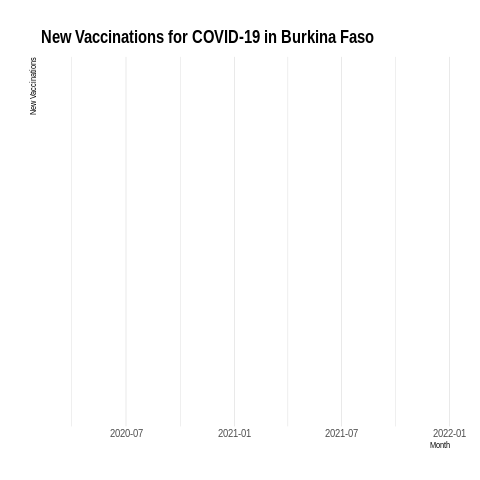 New Vaccinations for COVID-19 in Burkina Faso
New Vaccinations
2020-07 2021-01 2021-07 2022-01
Month